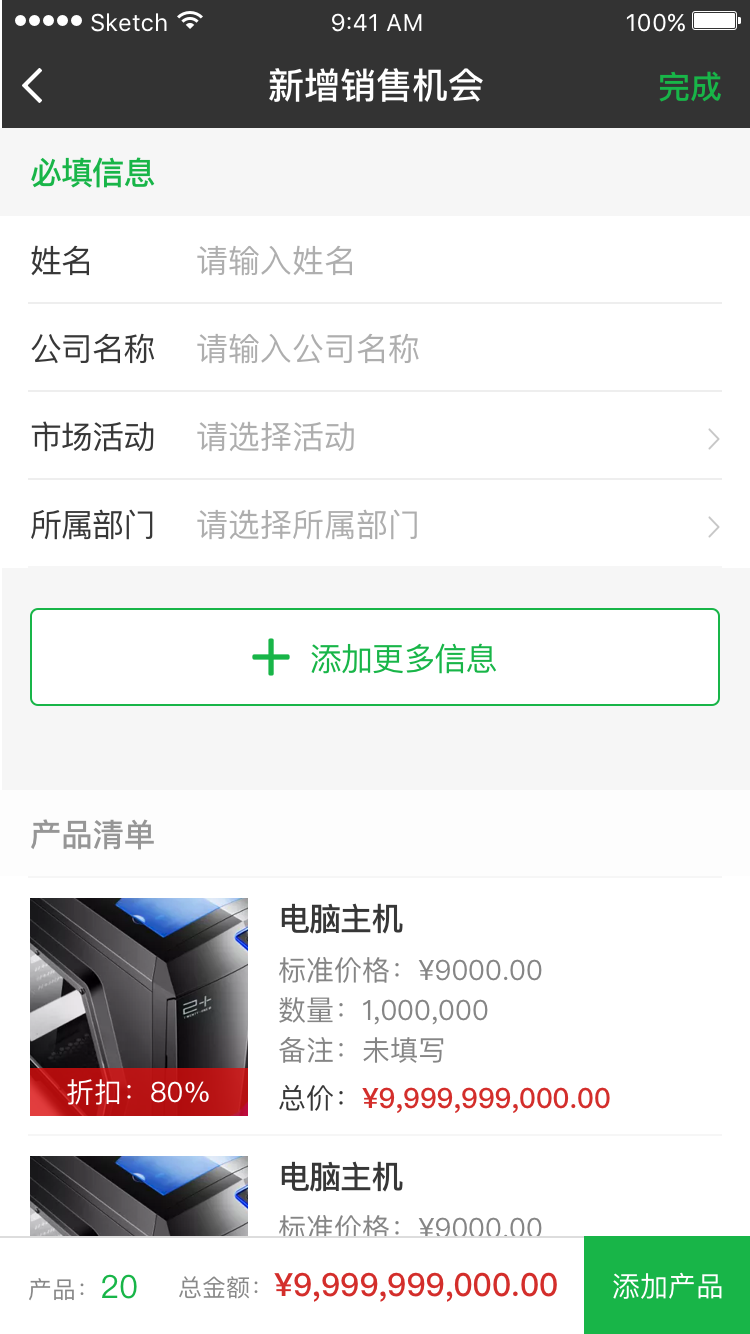 Sketch 9:41 AM 100%
新增销售机会 完成
必填信息
姓名 请输入姓名
公司名称 请输入公司名称
市场活动 请选择活动
所属部门 请选择所属部门
添加更多信息
产品清单
电脑主机
标准价格：¥9000.00
数量：1,000,000
备注：未填写
折扣：80%
总价：¥9,999,999,000.00
电脑主机
标准价格：¥9000.00
产品：20 总金额：¥9,999,999,000.00 添加产品